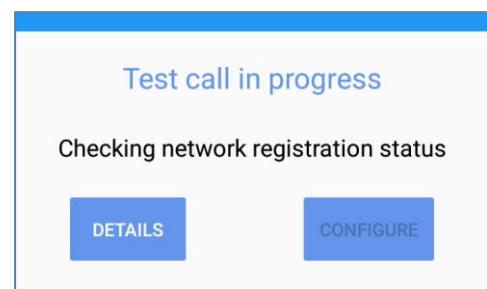 Test call in progress
Checking network registration status
DETAILS CONFIGURE